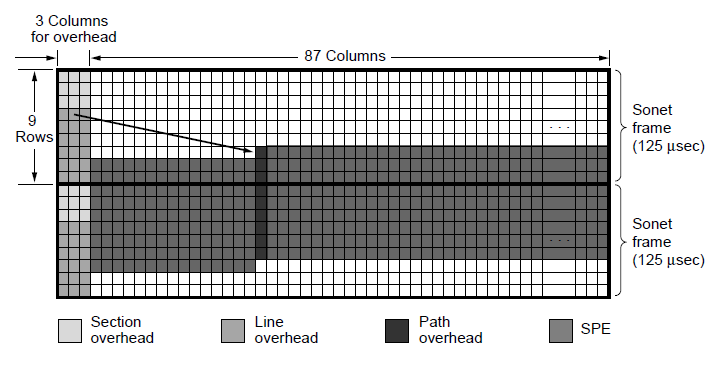 3 Columns
for overhead
87 Columns
9
Rows
. . .
Sonet
frame
(125 μsec)
. . .
Sonet
frame
(125 μsec)
Section
overhead
Line
overhead
Path
overhead
SPE